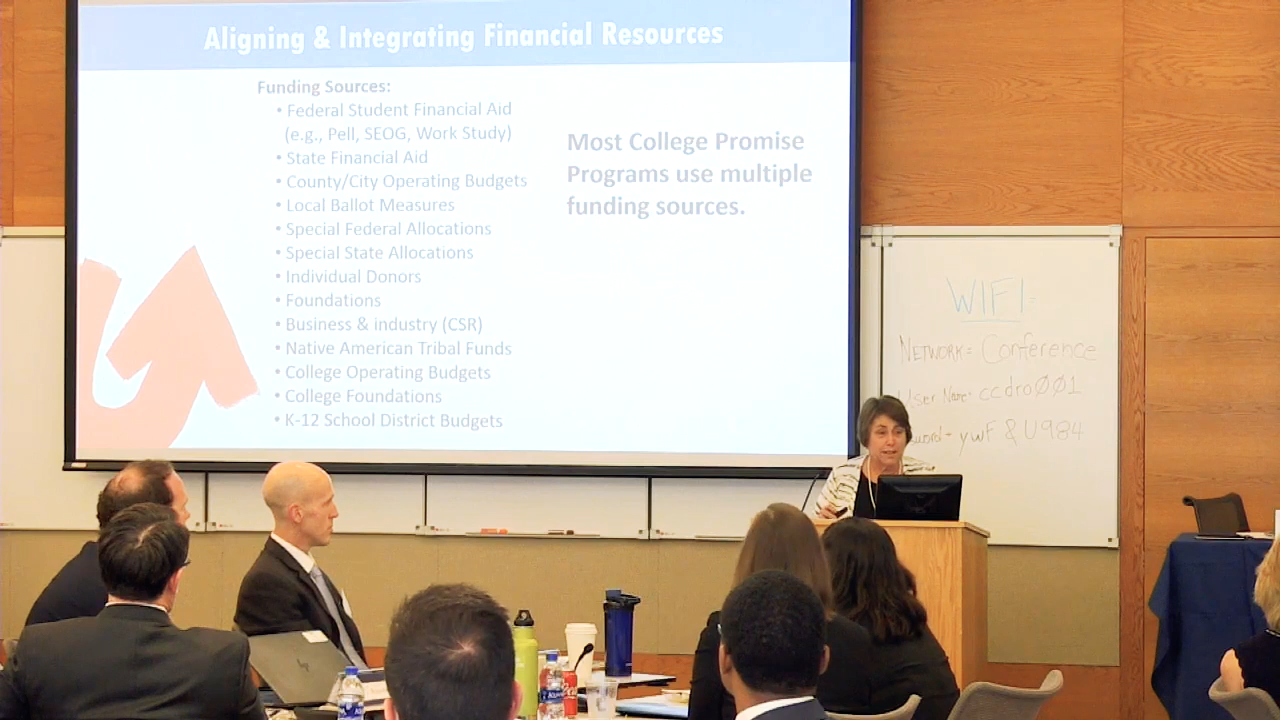 Aligning & Integrating Financial Resources
Funding Sources:
• Federal Student Financial Aid
(e.g., Pell, SEOG, Work Study)
• State Financial Aid
• County/City Operating Budgets
• Local Ballot Measures
• Special Federal Allocations
• Special State Allocations
• Individual Donors
• Foundations
• Business & industry (CSR)
• Native American Tribal Funds
• College Operating Budgets
• College Foundations
• K-12 School District Budgets
Most College Promise
Programs use multiple
funding sources.
WIFI:
NETWORK= Conference
User Name= ccdro001
word= ywF&U984